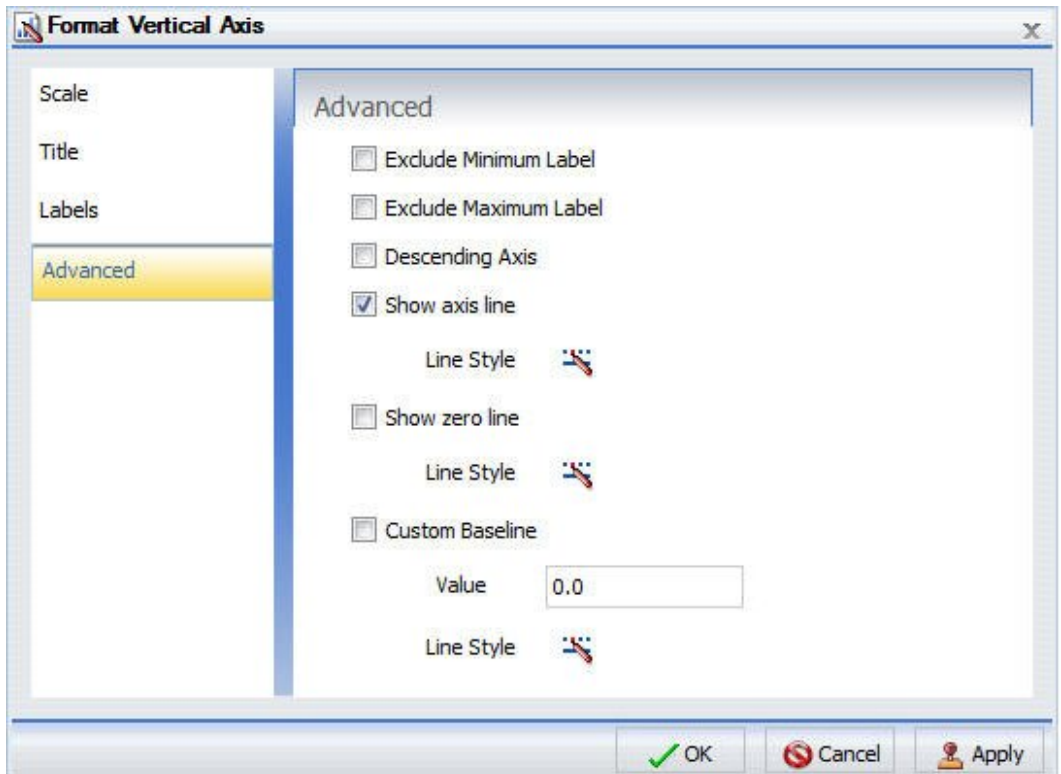 Format Vertical Axis
x
Scale
Title
Labels
Advanced
Advanced
Exclude Minimum Label
Exclude Maximum Label
Descending Axis
Show axis line
Line Style
Show zero line
Line Style
Custom Baseline
Value 0.0
Line Style
OK Cancel Apply